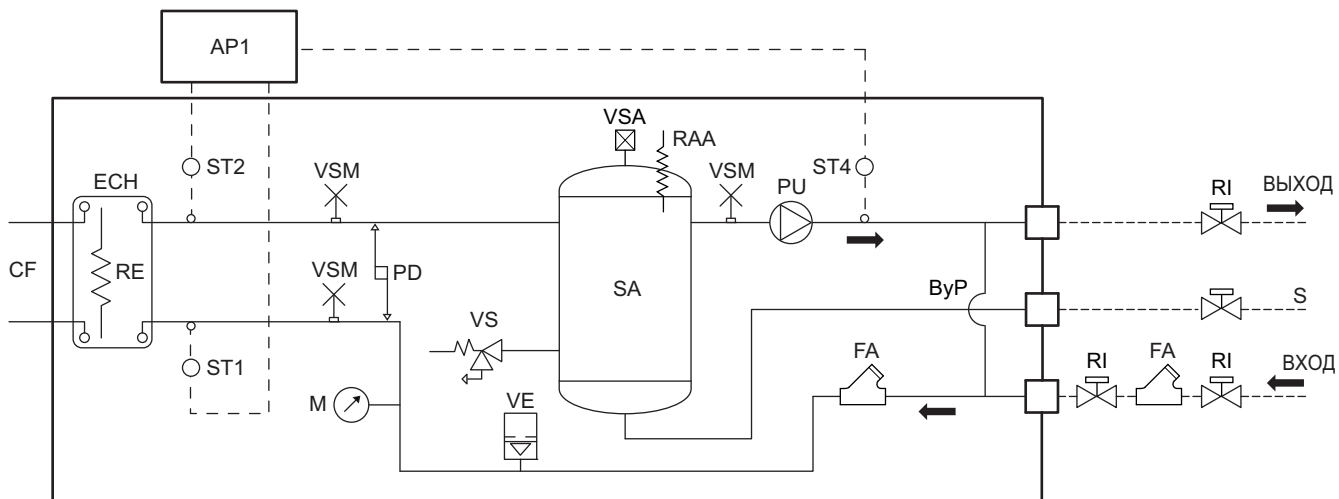 AP1
VSA
RAA
ST2
VSM
VSM
ST4
ECH
PU
RI
ВЫХОД
CF
RE
VSM
PD
SA
ByP
S
VS
ST1
FA
RI
FA
RI
ВХОД
M
VE